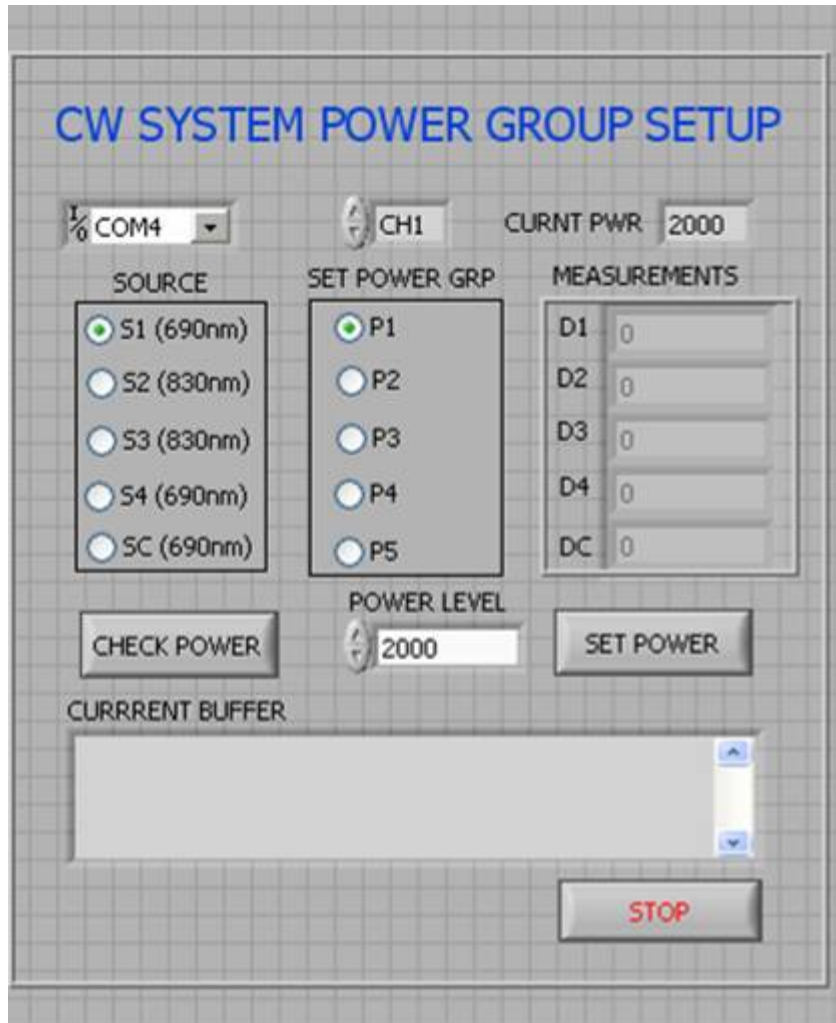 CW SYSTEM POWER GROUP SETUP
I/O COM4 CH1 CURNT PWR 2000
SOURCE SET POWER GRP MEASUREMENTS
S1 (690nm) P1 D1 0
S2 (830nm) P2 D2 0
S3 (830nm) P3 D3 0
S4 (690nm) P4 D4 0
SC (690nm) P5 DC 0
POWER LEVEL
CHECK POWER 2000 SET POWER
CURRRENT BUFFER
STOP